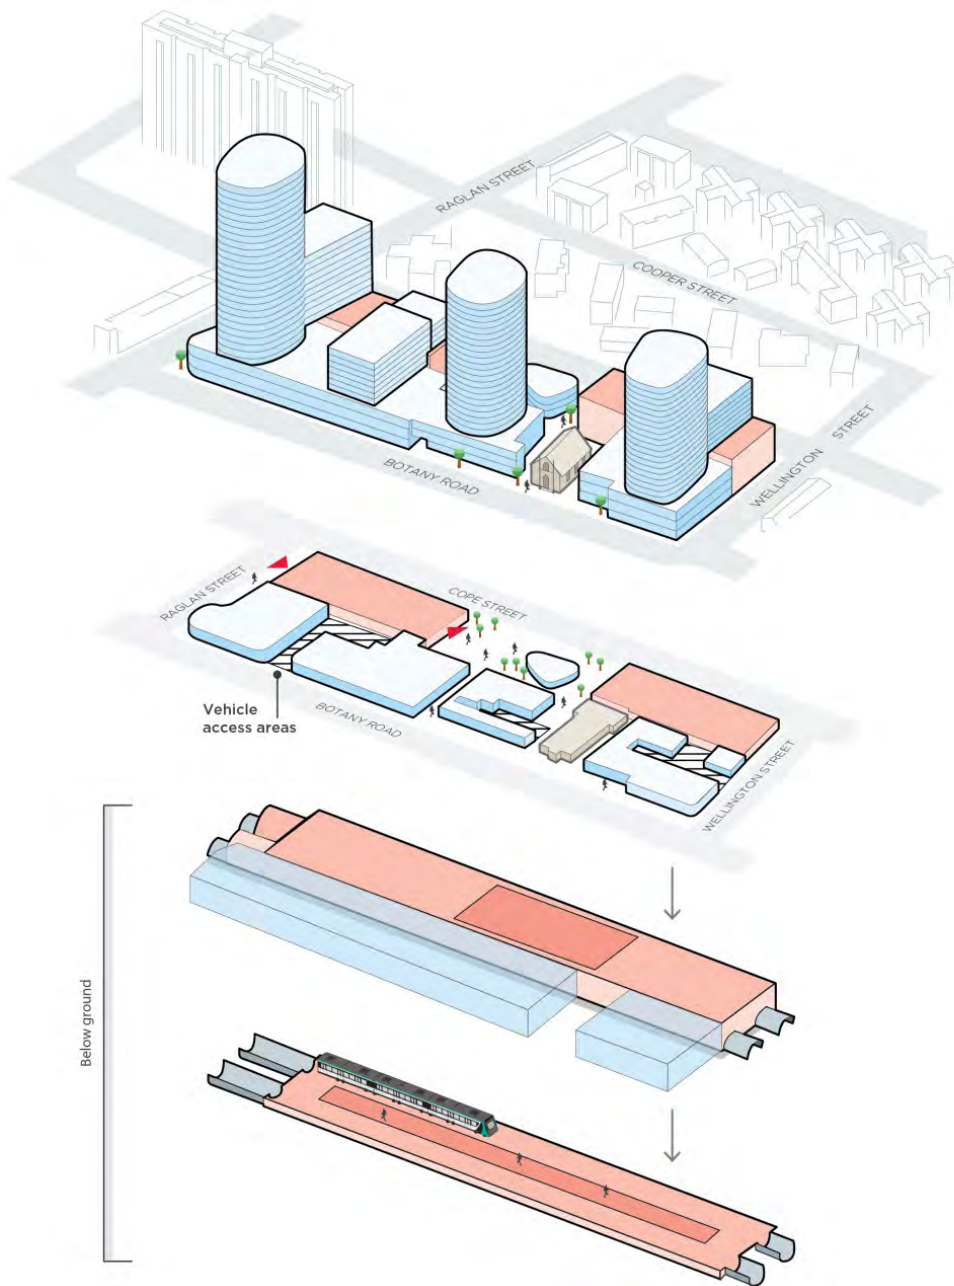 RAGLAN STREET
COOPER STREET
BOTANY ROAD
WELLINGTON STREET
RAGLAN STREET
COPE STREET
Vehicle
access areas
BOTANY ROAD
WELLINGTON STREET
Below ground